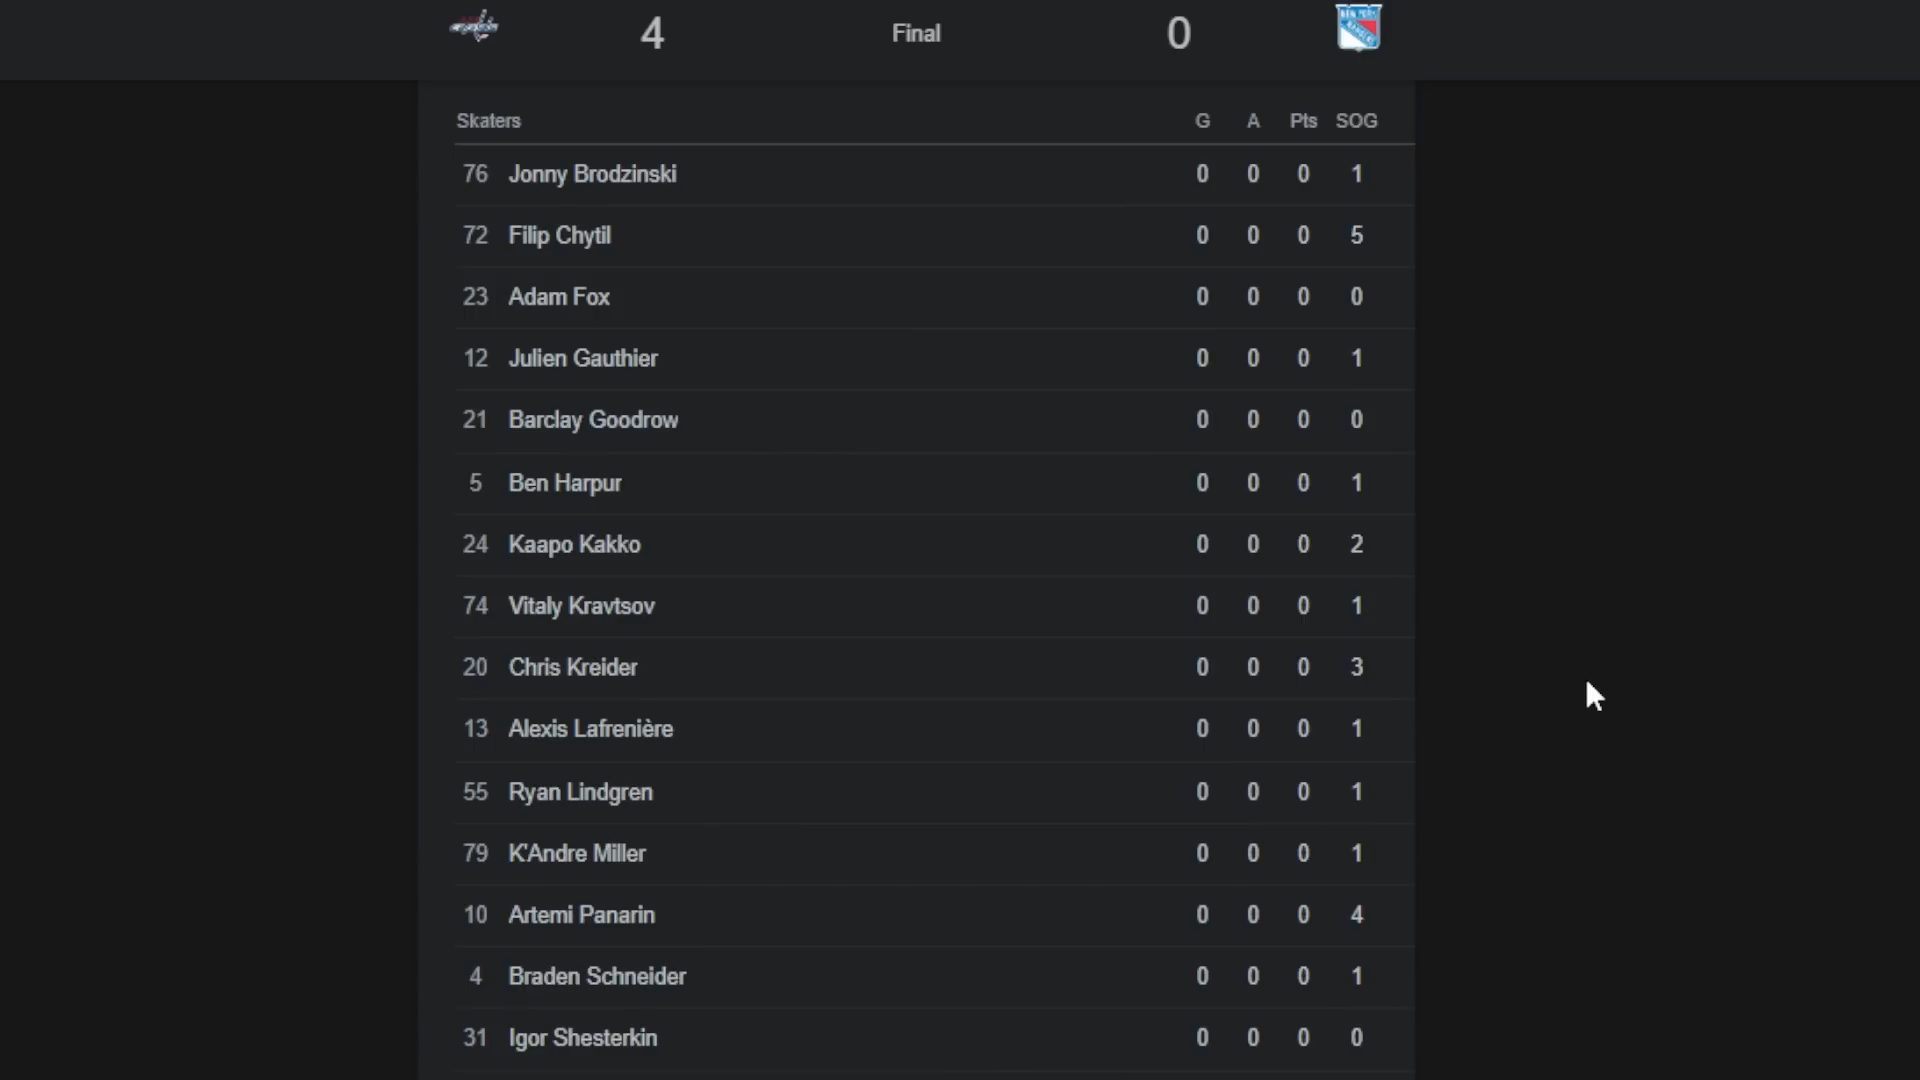 4 Final 0
NEW YORK
RANGERS
Skaters G A Pts SOG
76 Jonny Brodzinski 0 0 0 1
72 Filip Chytil 0 0 0 5
23 Adam Fox 0 0 0 0
12 Julien Gauthier 0 0 0 1
21 Barclay Goodrow 0 0 0 0
5 Ben Harpur 0 0 0 1
24 Kaapo Kakko 0 0 0 2
74 Vitaly Kravtsov 0 0 0 1
20 Chris Kreider 0 0 0 3
13 Alexis Lafrenière 0 0 0 1
55 Ryan Lindgren 0 0 0 1
79 K'Andre Miller 0 0 0 1
10 Artemi Panarin 0 0 0 4
4 Braden Schneider 0 0 0 1
31 Igor Shesterkin 0 0 0 0